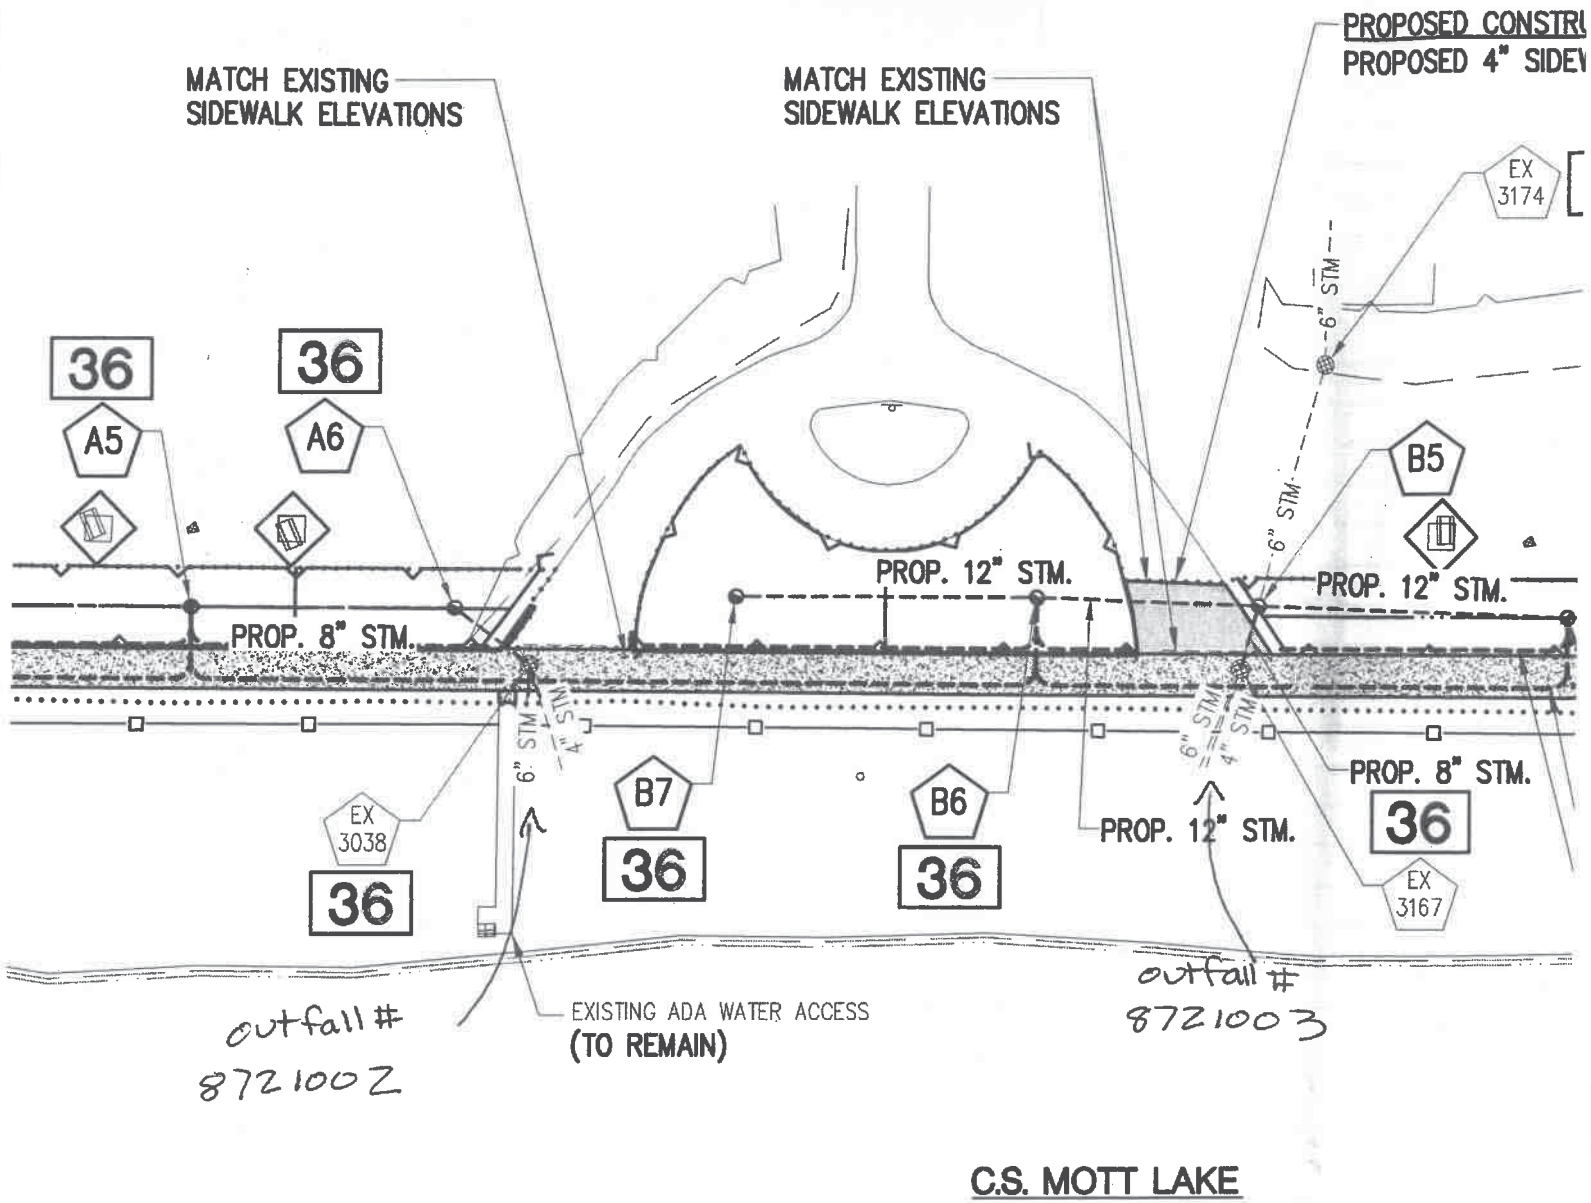 PROPOSED CONSTRU
PROPOSED 4" SIDEW
MATCH EXISTING
SIDEWALK ELEVATIONS
MATCH EXISTING
SIDEWALK ELEVATIONS
EX
3174
6" STM
36
36
A5
A6
B5
6" STM
PROP. 12" STM.
PROP. 12" STM.
PROP. 8" STM.
6" STM
4" STM
6" STM
4" STM
B7
B6
PROP. 8" STM.
EX
3038
PROP. 12" STM.
36
36
36
36
EX
3167
outfall #
8721003
EXISTING ADA WATER ACCESS
(TO REMAIN)
outfall #
8721002
C.S. MOTT LAKE